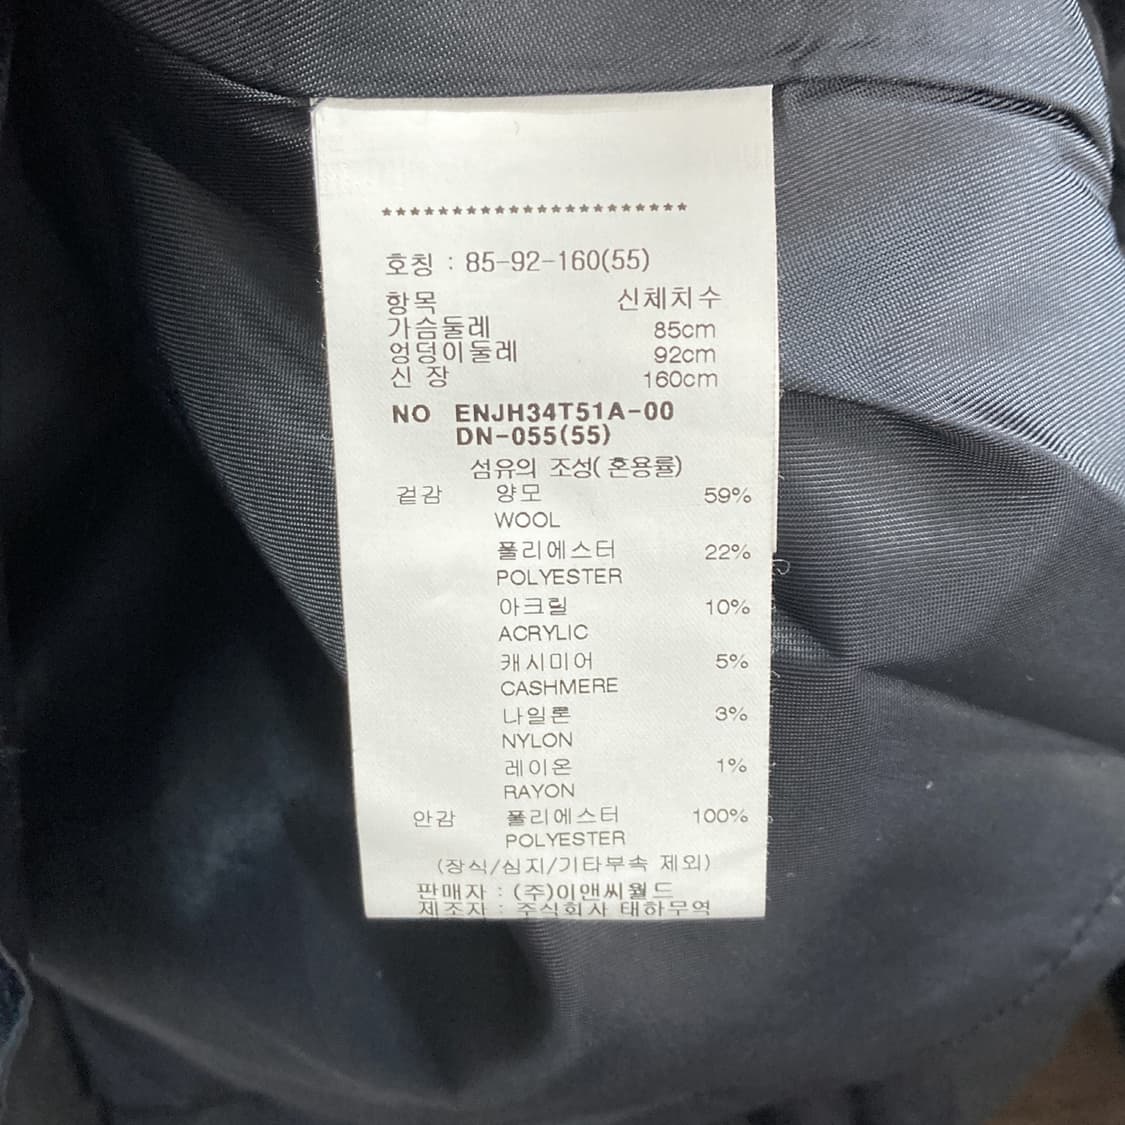 **********************
호칭 : 85-92-160(55)
항목 신체치수
가슴둘레 85cm
엉덩이둘레 92cm
신 장 160cm
NO ENJH34T51A-00
DN-055(55)
섬유의 조성( 혼용률)
겉감 양모 59%
WOOL
폴리에스터 22%
POLYESTER
아크릴 10%
ACRYLIC
캐시미어 5%
CASHMERE
나일론 3%
NYLON
레이온 1%
RAYON
안감 폴리에스터 100%
POLYESTER
(장식/심지/기타부속 제외)
판매자 : (주)이앤씨월드
제조자 : 주식회사 태하무역